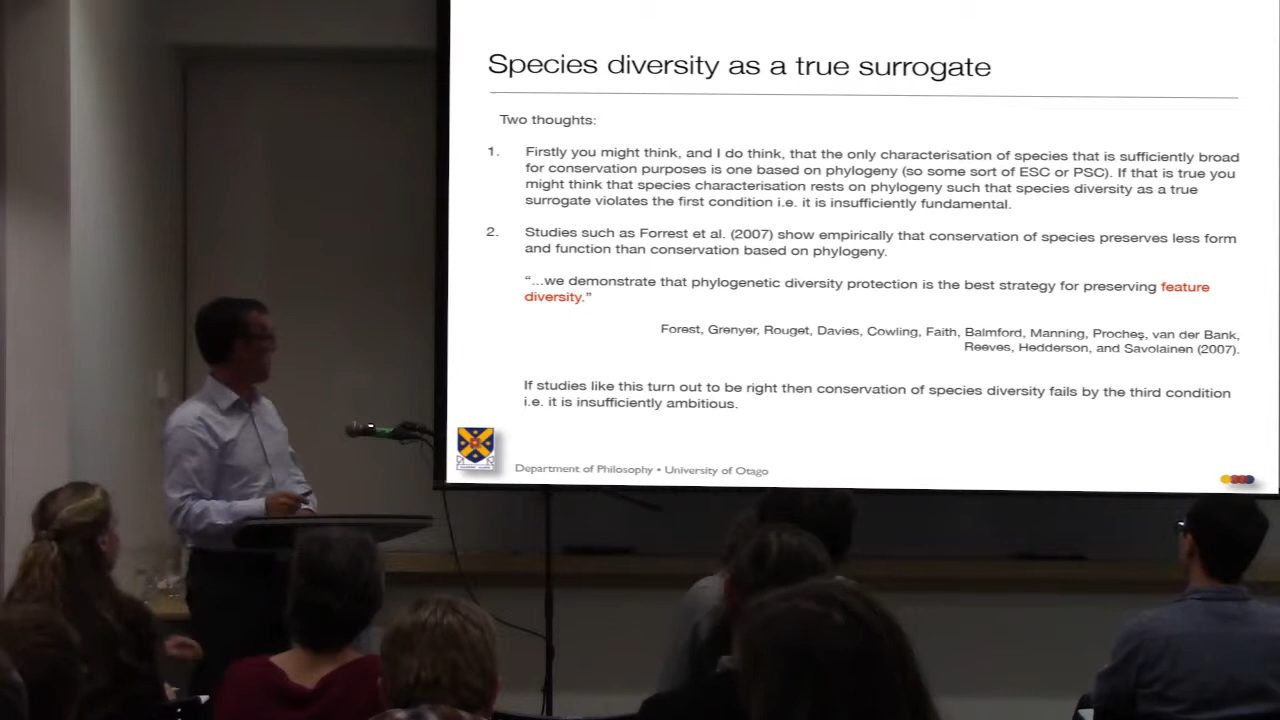 Species diversity as a true surrogate
Two thoughts:
1. Firstly you might think, and I do think, that the only characterisation of species that is sufficiently broad
for conservation purposes is one based on phylogeny (so some sort of ESC or PSC). If that is true you
might think that species characterisation rests on phylogeny such that species diversity as a true
surrogate violates the first condition i.e. it is insufficiently fundamental.
2. Studies such as Forrest et al. (2007) show empirically that conservation of species preserves less form
and function than conservation based on phylogeny.
“...we demonstrate that phylogenetic diversity protection is the best strategy for preserving feature
diversity.”
Forest, Grenyer, Rouget, Davies, Cowling, Faith, Balmford, Manning, Procheş, van der Bank,
Reeves, Hedderson, and Savolainen (2007).
If studies like this turn out to be right then conservation of species diversity fails by the third condition
i.e. it is insufficiently ambitious.
Department of Philosophy • University of Otago